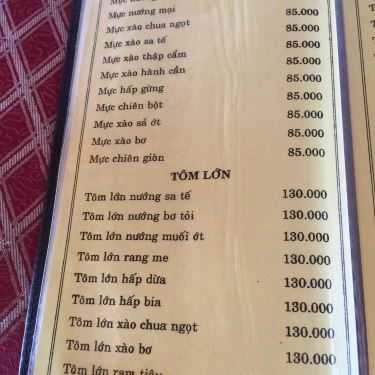 Mực nướng mọi 85.000
Mực xào chua ngọt 85.000
Mực xào sa tế 85.000
Mực xào thập cẩm 85.000
Mực xào hành cần 85.000
Mực hấp gừng 85.000
Mực chiên bột 85.000
Mực xào sả ớt 85.000
Mực xào bơ 85.000
Mực chiên giòn 85.000
TÔM LỚN
Tôm lớn nướng sa tế 130.000
Tôm lớn nướng bơ tỏi 130.000
Tôm lớn nướng muối ớt 130.000
Tôm lớn rang me 130.000
Tôm lớn hấp dừa 130.000
Tôm lớn hấp bia 130.000
Tôm lớn xào chua ngọt 130.000
Tôm lớn xào bơ 130.000
Tôm lớn ram tiêu